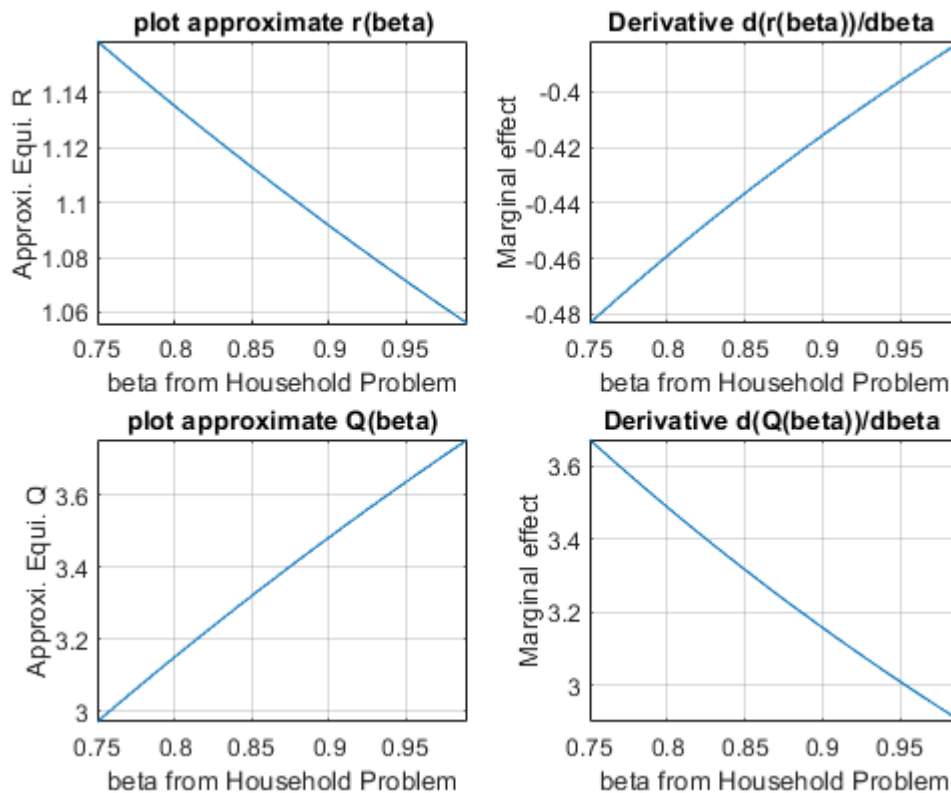 plot approximate r(beta)
Approxi. Equi. R
1.14
1.12
1.1
1.08
1.06
0.75 0.8 0.85 0.9 0.95
beta from Household Problem
Derivative d(r(beta))/dbeta
Marginal effect
-0.4
-0.42
-0.44
-0.46
-0.48
0.75 0.8 0.85 0.9 0.95
beta from Household Problem
plot approximate Q(beta)
Approxi. Equi. Q
3.6
3.4
3.2
3
0.75 0.8 0.85 0.9 0.95
beta from Household Problem
Derivative d(Q(beta))/dbeta
Marginal effect
3.6
3.4
3.2
3
0.75 0.8 0.85 0.9 0.95
beta from Household Problem